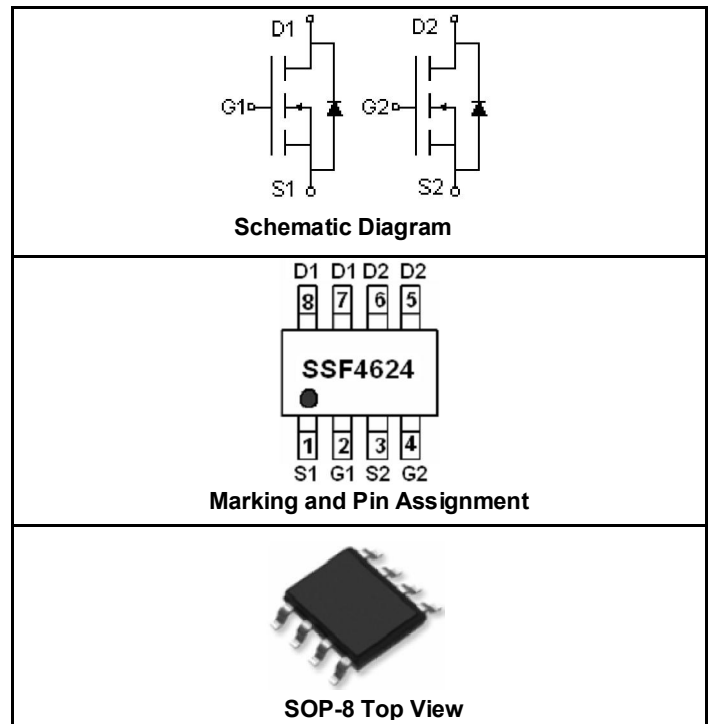 D1 D2
G1 G2
S1 S2
Schematic Diagram
D1 D1 D2 D2
8 7 6 5
SSF4624
1 2 3 4
S1 G1 S2 G2
Marking and Pin Assignment
SOP-8 Top View